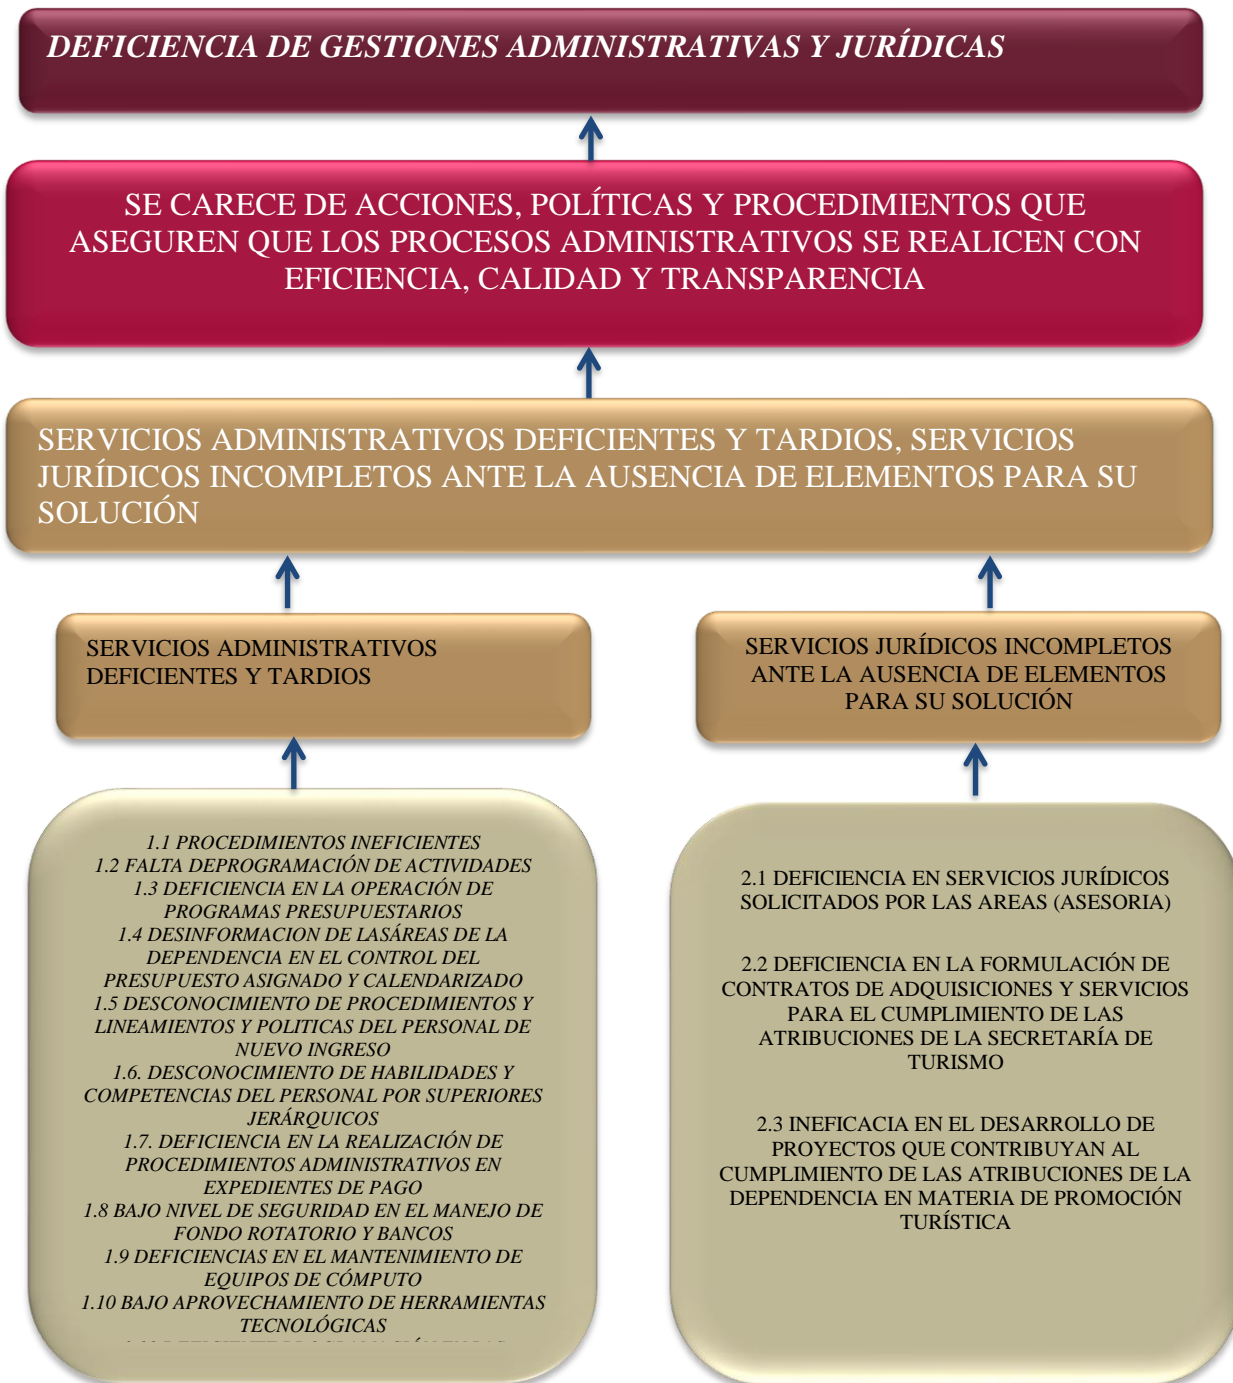 DEFICIENCIA DE GESTIONES ADMINISTRATIVAS Y JURÍDICAS
SE CARECE DE ACCIONES, POLÍTICAS Y PROCEDIMIENTOS QUE
ASEGUREN QUE LOS PROCESOS ADMINISTRATIVOS SE REALICEN CON
EFICIENCIA, CALIDAD Y TRANSPARENCIA
SERVICIOS ADMINISTRATIVOS DEFICIENTES Y TARDIOS, SERVICIOS
JURÍDICOS INCOMPLETOS ANTE LA AUSENCIA DE ELEMENTOS PARA SU
SOLUCIÓN
SERVICIOS ADMINISTRATIVOS
DEFICIENTES Y TARDIOS
SERVICIOS JURÍDICOS INCOMPLETOS
ANTE LA AUSENCIA DE ELEMENTOS
PARA SU SOLUCIÓN
1.1 PROCEDIMIENTOS INEFICIENTES
1.2 FALTA DEPROGRAMACIÓN DE ACTIVIDADES
1.3 DEFICIENCIA EN LA OPERACIÓN DE
PROGRAMAS PRESUPUESTARIOS
1.4 DESINFORMACION DE LASÁREAS DE LA
DEPENDENCIA EN EL CONTROL DEL
PRESUPUESTO ASIGNADO Y CALENDARIZADO
1.5 DESCONOCIMIENTO DE PROCEDIMIENTOS Y
LINEAMIENTOS Y POLITICAS DEL PERSONAL DE
NUEVO INGRESO
1.6. DESCONOCIMIENTO DE HABILIDADES Y
COMPETENCIAS DEL PERSONAL POR SUPERIORES
JERÁRQUICOS
1.7. DEFICIENCIA EN LA REALIZACIÓN DE
PROCEDIMIENTOS ADMINISTRATIVOS EN
EXPEDIENTES DE PAGO
1.8 BAJO NIVEL DE SEGURIDAD EN EL MANEJO DE
FONDO ROTATORIO Y BANCOS
1.9 DEFICIENCIAS EN EL MANTENIMIENTO DE
EQUIPOS DE CÓMPUTO
1.10 BAJO APROVECHAMIENTO DE HERRAMIENTAS
TECNOLÓGICAS
2.1 DEFICIENCIA EN SERVICIOS JURÍDICOS
SOLICITADOS POR LAS AREAS (ASESORIA)
2.2 DEFICIENCIA EN LA FORMULACIÓN DE
CONTRATOS DE ADQUISICIONES Y SERVICIOS
PARA EL CUMPLIMIENTO DE LAS
ATRIBUCIONES DE LA SECRETARÍA DE
TURISMO
2.3 INEFICACIA EN EL DESARROLLO DE
PROYECTOS QUE CONTRIBUYAN AL
CUMPLIMIENTO DE LAS ATRIBUCIONES DE LA
DEPENDENCIA EN MATERIA DE PROMOCIÓN
TURÍSTICA